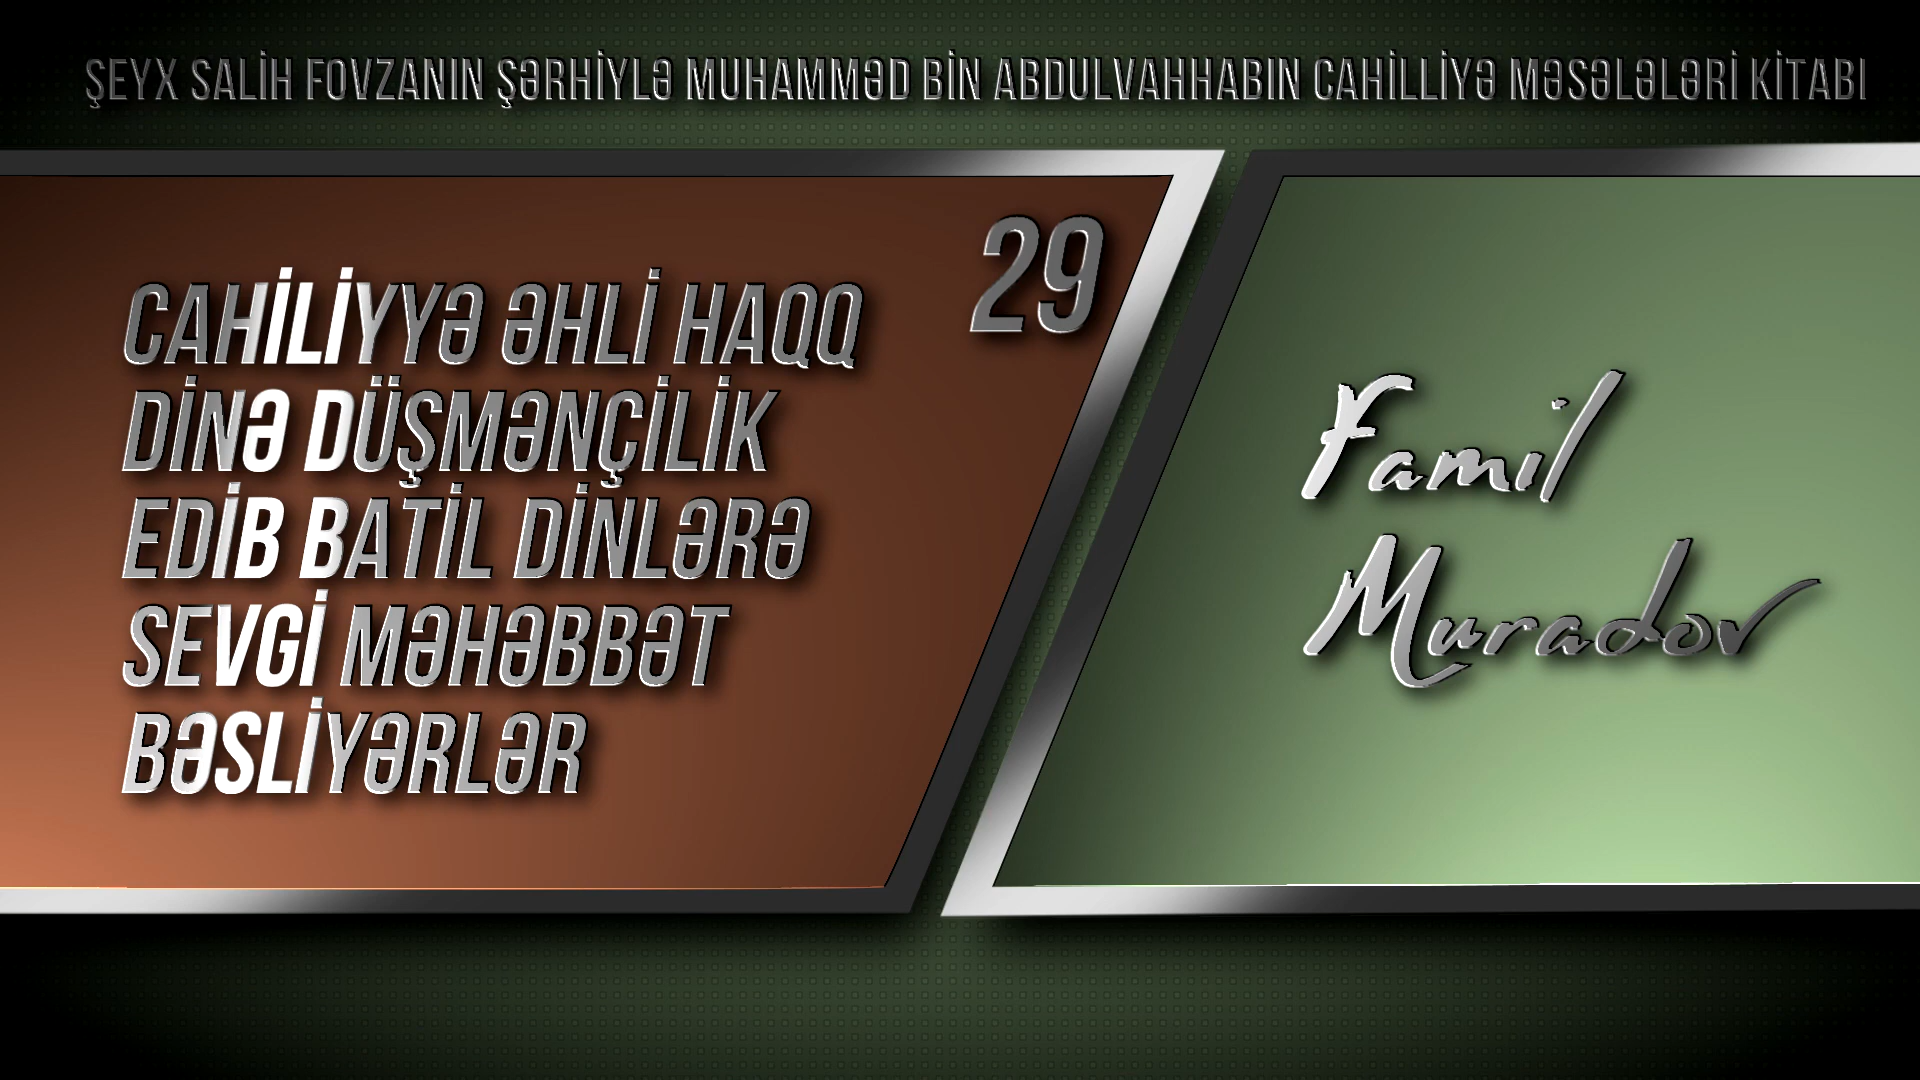 ŞEYX SALİH FOVZANIN ŞƏRHİYLƏ MUHAMMƏD BİN ABDULVAHHABIN CAHİLLİYƏ MƏSƏLƏLƏRİ KİTABI
29
CAHİLİYYƏ ƏHLİ HAQQ
DİNƏ DÜŞMƏNÇİLİK
EDİB BATİL DİNLƏRƏ
SEVGİ MƏHƏBBƏT
BƏSLİYƏRLƏR
Famil
Muradov